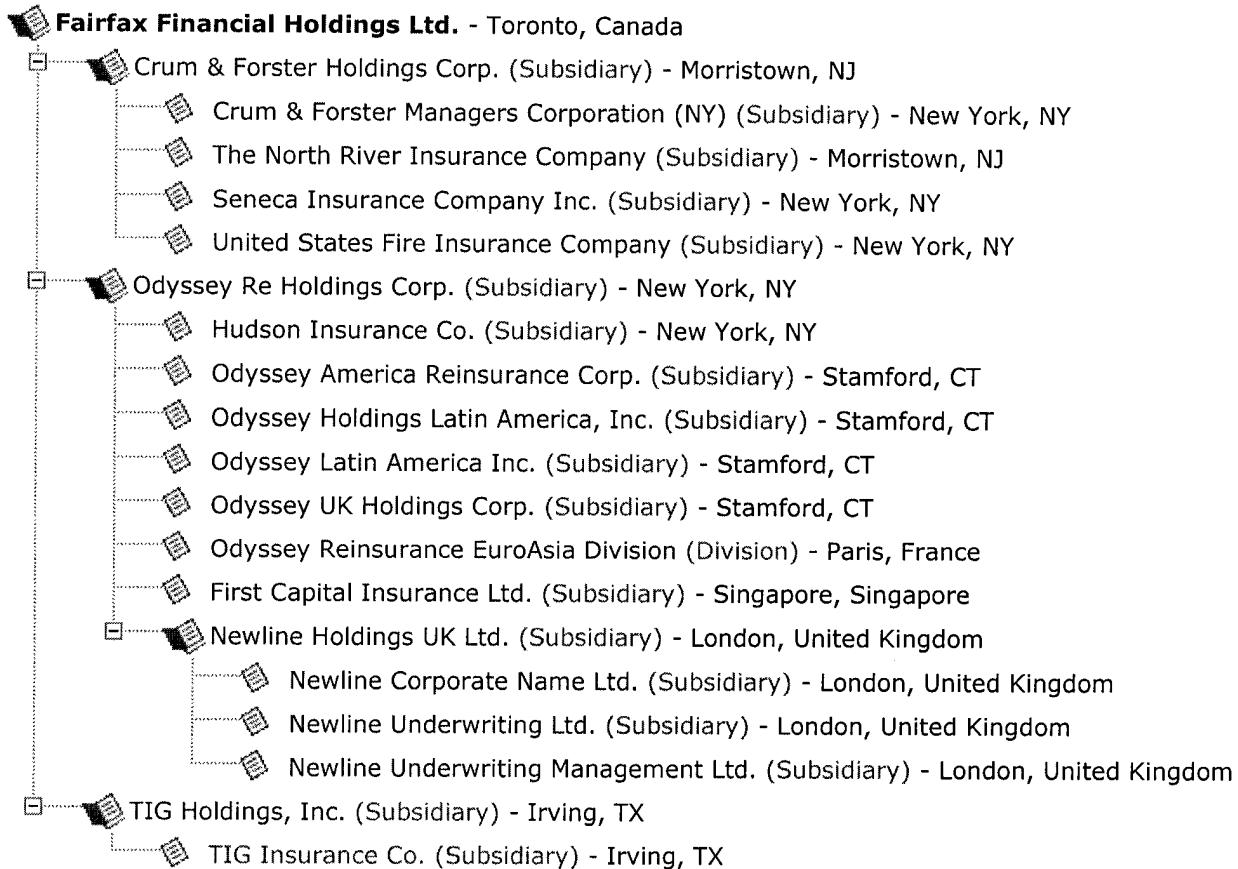 Fairfax Financial Holdings Ltd. - Toronto, Canada
Crum & Forster Holdings Corp. (Subsidiary) - Morristown, NJ
Crum & Forster Managers Corporation (NY) (Subsidiary) - New York, NY
The North River Insurance Company (Subsidiary) - Morristown, NJ
Seneca Insurance Company Inc. (Subsidiary) - New York, NY
United States Fire Insurance Company (Subsidiary) - New York, NY
Odyssey Re Holdings Corp. (Subsidiary) - New York, NY
Hudson Insurance Co. (Subsidiary) - New York, NY
Odyssey America Reinsurance Corp. (Subsidiary) - Stamford, CT
Odyssey Holdings Latin America, Inc. (Subsidiary) - Stamford, CT
Odyssey Latin America Inc. (Subsidiary) - Stamford, CT
Odyssey UK Holdings Corp. (Subsidiary) - Stamford, CT
Odyssey Reinsurance EuroAsia Division (Division) - Paris, France
First Capital Insurance Ltd. (Subsidiary) - Singapore, Singapore
Newline Holdings UK Ltd. (Subsidiary) - London, United Kingdom
Newline Corporate Name Ltd. (Subsidiary) - London, United Kingdom
Newline Underwriting Ltd. (Subsidiary) - London, United Kingdom
Newline Underwriting Management Ltd. (Subsidiary) - London, United Kingdom
TIG Holdings, Inc. (Subsidiary) - Irving, TX
TIG Insurance Co. (Subsidiary) - Irving, TX